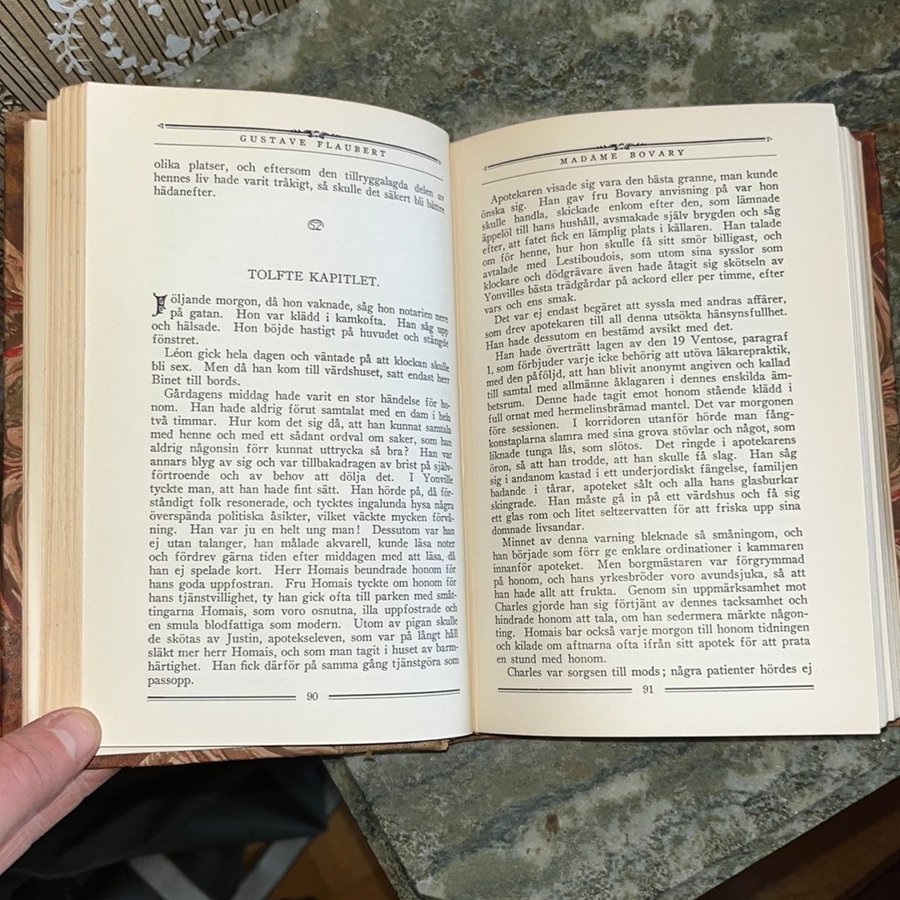 GUSTAVE FLAUBERT
olika platser, och eftersom den tillryggalagda delen av
hennes liv hade varit tråkigt, så skulle det säkert bli bättre
hädanefter.
TOLFTE KAPITLET.
Följande morgon, då hon vaknade, såg hon notarien nere
på gatan. Hon var klädd i kamkofta. Han såg upp
och hälsade. Hon böjde hastigt på huvudet och stängde
fönstret.
Léon gick hela dagen och väntade på att klockan skulle
bli sex. Men då han kom till värdshuset, satt endast herr
Binet till bords.
Gårdagens middag hade varit en stor händelse för ho-
nom. Han hade aldrig förut samtalat med en dam i hela
två timmar. Hur kom det sig då, att han kunnat samtala
med henne och med ett sådant ordval om saker, som han
aldrig någonsin förr kunnat uttrycka så bra? Han var
annars blyg av sig och var tillbakadragen av brist på själv-
förtroende och av behov att dölja det. I Yonville
tyckte man, att han hade fint sätt. Han hörde på, då för-
ståndigt folk resonerade, och tycktes ingalunda hysa några
överspända politiska åsikter, vilket väckte mycken förvå-
ning. Han var ju en helt ung man! Dessutom var han
ej utan talanger, han målade akvarell, kunde läsa noter
och fördrev gärna tiden efter middagen med att läsa, då
han ej spelade kort. Herr Homais beundrade honom för
hans goda uppfostran. Fru Homais tyckte om honom för
hans tjänstvillighet, ty han gick ofta till parken med småt-
tingarna Homais, som voro osnutna, illa uppfostrade och
en smula blodfattiga som modern. Utom av pigan skulle
de skötas av Justin, apotekseleven, som var på långt håll
släkt mer herr Homais, och som man tagit i huset av barm-
härtighet. Han fick därför på samma gång tjänstgöra som
passopp.
90
MADAME BOVARY
Apotekaren visade sig vara den bästa granne, man kunde
önska sig. Han gav fru Bovary anvisning på var hon
skulle handla, skickade enkom efter den, som lämnade
äppelöl till hans hushåll, avsmakade själv brygden och såg
efter, att fatet fick en lämplig plats i källaren. Han talade
om för henne, hur hon skulle få sitt smör billigast, och
avtalade med Lestiboudois, som utom sina sysslor som
klockare och dödgrävare även hade åtagit sig skötseln av
Yonvilles bästa trädgårdar på ackord eller per timme, efter
vars och ens smak.
Det var ej endast begäret att syssla med andras affärer,
som drev apotekaren till all denna utsökta hänsynsfullhet.
Han hade dessutom en bestämd avsikt med det.
Han hade överträtt lagen av den 19 Ventose, paragraf
1, som förbjuder varje icke behörig att utöva läkarepraktik,
med den påföljd, att han blivit anonymt angiven och kallad
till samtal med allmänne åklagaren i dennes enskilda äm-
betsrum. Denne hade tagit emot honom stående klädd i
full ornat med hermelinsbrämad mantel. Det var morgonen
före sessionen. I korridoren utanför hörde man fång-
konstaplarna slamra med sina grova stövlar och något, som
liknade tunga lås, som slötos. Det ringde i apotekarens
öron, så att han trodde, att han skulle få slag. Han såg
sig i andanom kastad i ett underjordiskt fängelse, familjen
badande i tårar, apoteket sålt och alla hans glasburkar
skingrade. Han måste gå in på ett värdshus och få sig
ett glas rom och litet seltzervatten för att friska upp sina
domnade livsandar.
Minnet av denna varning bleknade så småningom, och
han började som förr ge enklare ordinationer i kammaren
innanför apoteket. Men borgmästaren var förgrymmad
på honom, och hans yrkesbröder voro avundsjuka, så att
han hade allt att frukta. Genom sin uppmärksamhet mot
Charles gjorde han sig förtjänt av dennes tacksamhet och
hindrade honom att tala, om han sedermera märkte någon-
ting. Homais bar också varje morgon till honom tidningen
och kilade om aftnarna ofta ifrån sitt apotek för att prata
en stund med honom.
Charles var sorgsen till mods; några patienter hördes ej
91